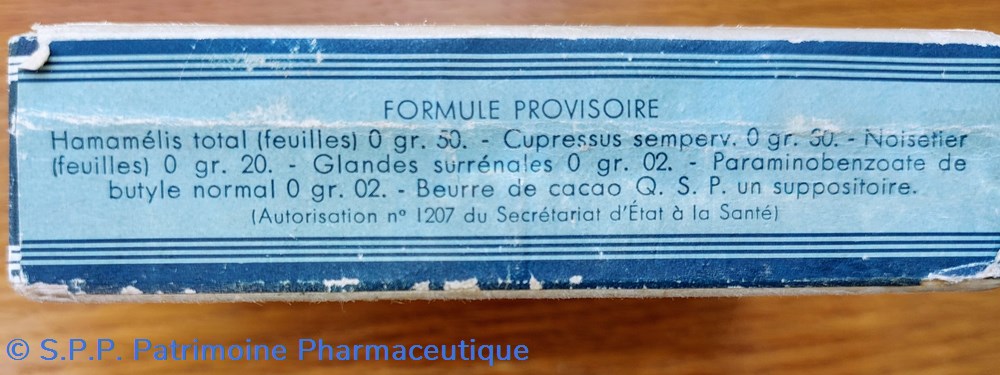 FORMULE PROVISOIRE
Hamamélis total (feuilles) 0 gr. 50. - Cupressus semperv. 0 gr. 30. - Noisetier
(feuilles) 0 gr. 20. - Glandes surrénales 0 gr. 02. - Paraminobenzoate de
butyle normal 0 gr. 02. - Beurre de cacao Q. S. P. un suppositoire.
(Autorisation nº 1207 du Secrétariat d'État à la Santé)
© S.P.P. Patrimoine Pharmaceutique